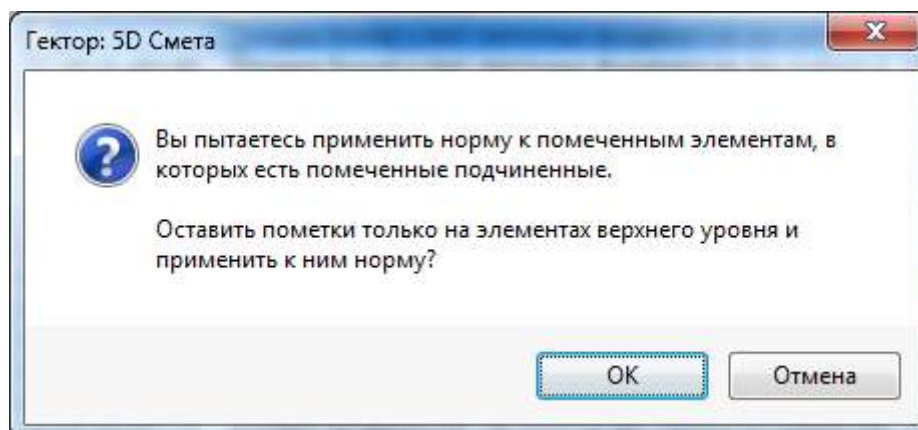 Гектор: 5D Смета
Вы пытаетесь применить норму к помеченным элементам, в
которых есть помеченные подчиненные.
Оставить пометки только на элементах верхнего уровня и
применить к ним норму?
ОК
Отмена